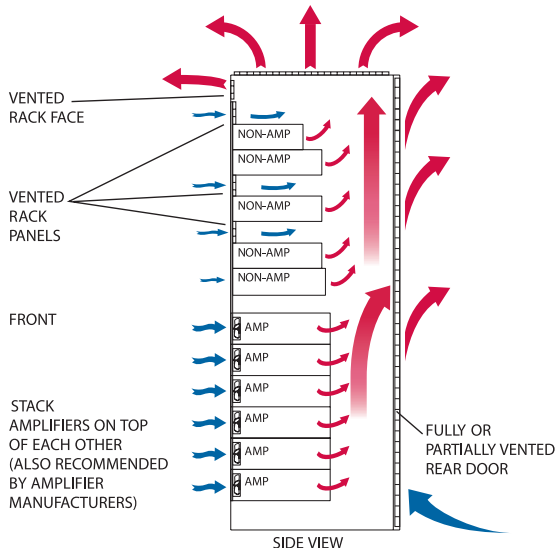 VENTED
RACK FACE
NON-AMP
NON-AMP
VENTED
RACK
PANELS
NON-AMP
NON-AMP
NON-AMP
FRONT
AMP
AMP
AMP
AMP
AMP
AMP
STACK
AMPLIFIERS ON TOP
OF EACH OTHER
(ALSO RECOMMENDED
BY AMPLIFIER
MANUFACTURERS)
FULLY OR
PARTIALLY VENTED
REAR DOOR
SIDE VIEW